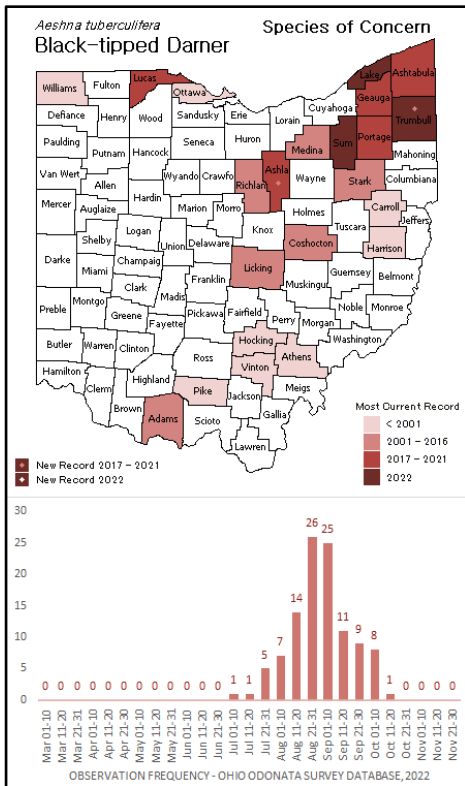 Aeshna tuberculifera
Black-tipped Darner
Species of Concern
Williams
Fulton
Lucas
Ottawa
Lake
Ashtabula
Geauga
Cuyahoga
Trumbull
Defiance
Henry
Wood
Sandusky
Erie
Lorain
Huron
Medina
Sum
Portage
Mahoning
Paulding
Putnam
Hancock
Seneca
Van Wert
Allen
Wyando
Crawfo
Richlan
Ashla
Wayne
Stark
Columbiana
Mercer
Auglaize
Hardin
Marion
Morro
Holmes
Carroll
Jeffers
Tuscara
Shelby
Logan
Union
Delaware
Knox
Coshocton
Harrison
Darke
Miami
Champaig
Licking
Guernsey
Belmont
Clark
Franklin
Muskingu
Madis
Preble
Montgo
Greene
Fayette
Pickawa
Fairfield
Perry
Morgan
Noble
Monroe
Washington
Butler
Warren
Clinton
Ross
Hocking
Athens
Hamilton
Highland
Vinton
Meigs
Clerm
Brown
Adams
Pike
Jackson
Scioto
Gallia
Lawren
Most Current Record
< 2001
2001 - 2016
2017 - 2021
2022
New Record 2017 - 2021
New Record 2022
30
25
20
15
10
5
0
0 0 0 0 0 0 0 0 0 0 0 0 1 1 5 7 14 26 25 11 9 8 1 0 0 0 0
Mar 01-10
Mar 11-20
Mar 21-31
Apr 01-10
Apr 11-20
Apr 21-30
May 01-10
May 11-20
May 21-31
Jun 01-10
Jun 11-20
Jun 21-30
Jul 01-10
Jul 11-20
Jul 21-31
Aug 01-10
Aug 11-20
Aug 21-31
Sep 01-10
Sep 11-20
Sep 21-30
Oct 01-10
Oct 11-20
Oct 21-31
Nov 01-10
Nov 11-20
Nov 21-30
OBSERVATION FREQUENCY - OHIO ODONATA SURVEY DATABASE, 2022